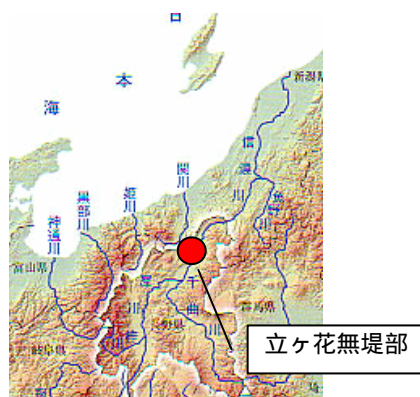 日
本
海
新潟県
信濃川
魚野川
関川
姫川
黒部川
神通川
富山県
千曲川
犀川
群馬県
長野県
岐阜県
立ヶ花無堤部
埼